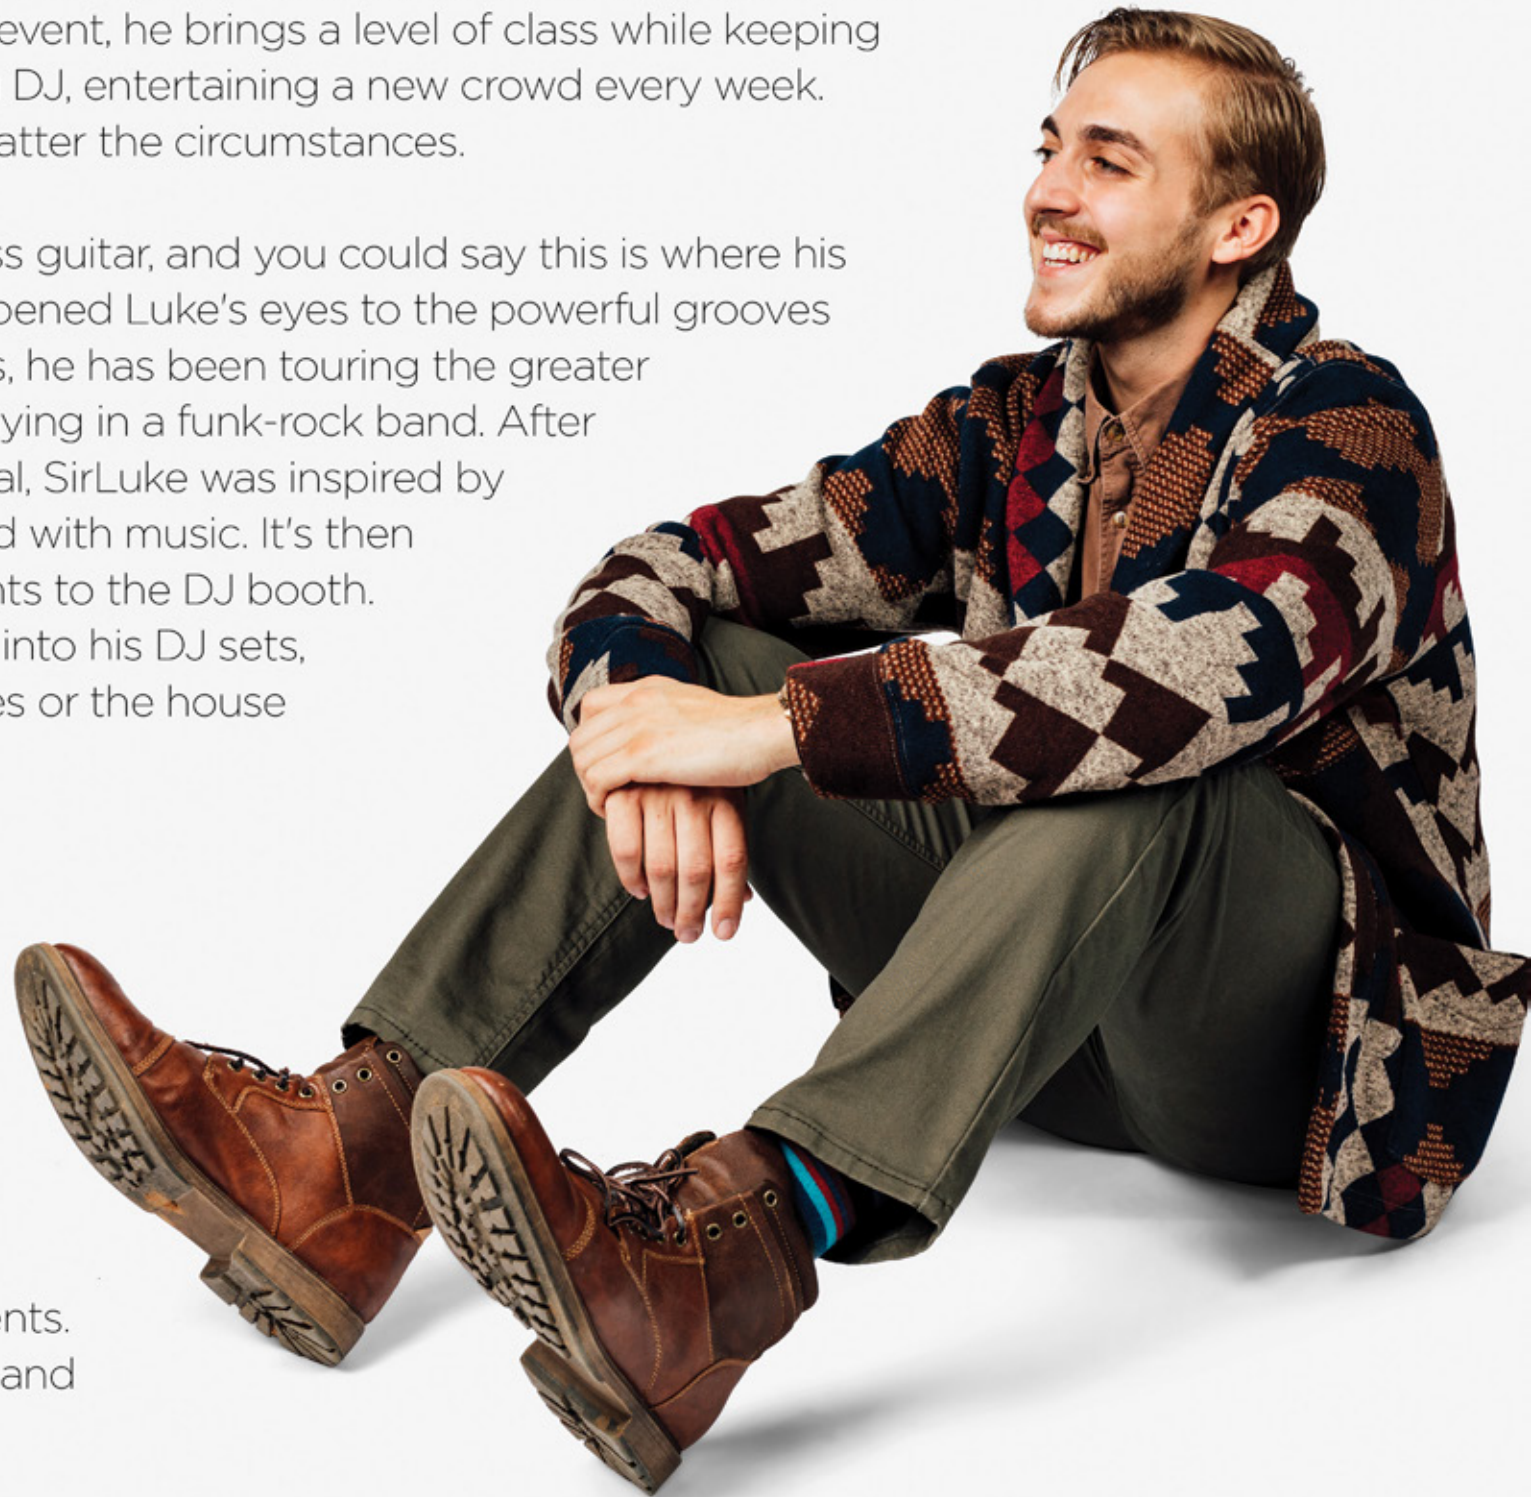 event, he brings a level of class while keeping
DJ, entertaining a new crowd every week.
atter the circumstances.
ss guitar, and you could say this is where his
pened Luke's eyes to the powerful grooves
s, he has been touring the greater
ying in a funk-rock band. After
al, SirLuke was inspired by
d with music. It's then
nts to the DJ booth.
into his DJ sets,
es or the house
ents.
and